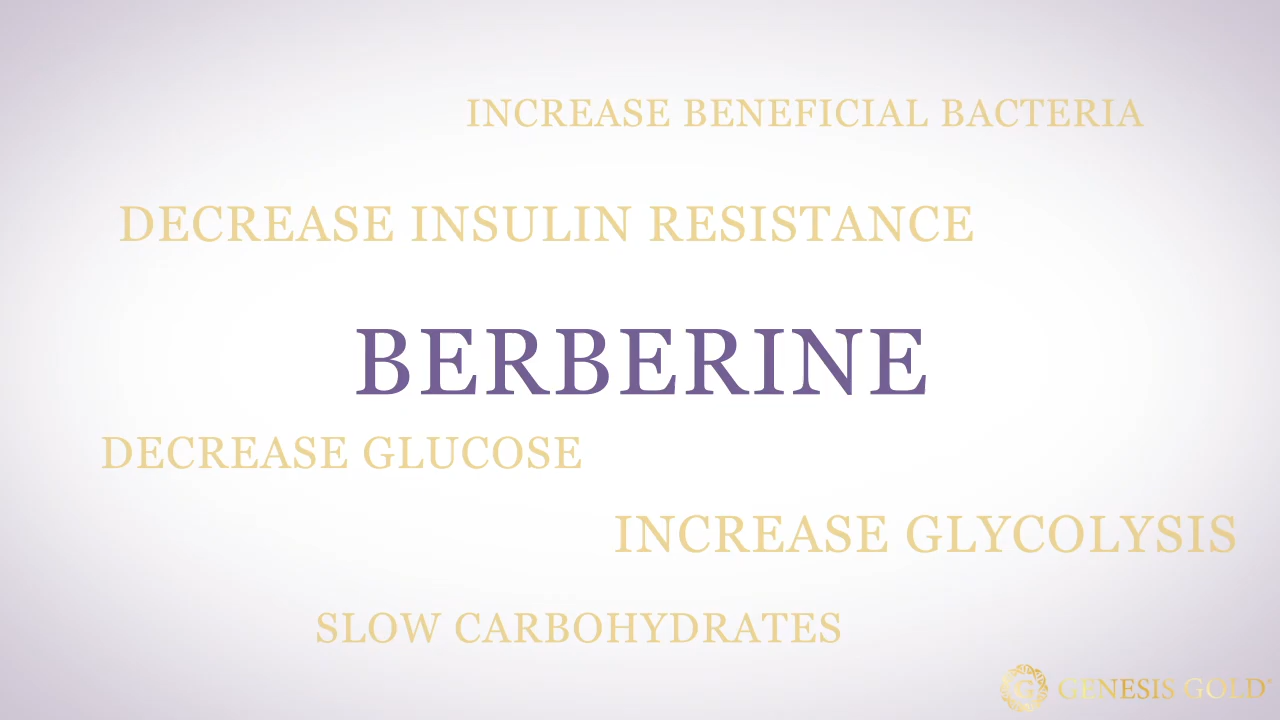 INCREASE BENEFICIAL BACTERIA
DECREASE INSULIN RESISTANCE
BERBERINE
DECREASE GLUCOSE
INCREASE GLYCOLYSIS
SLOW CARBOHYDRATES
G GENESIS GOLD®